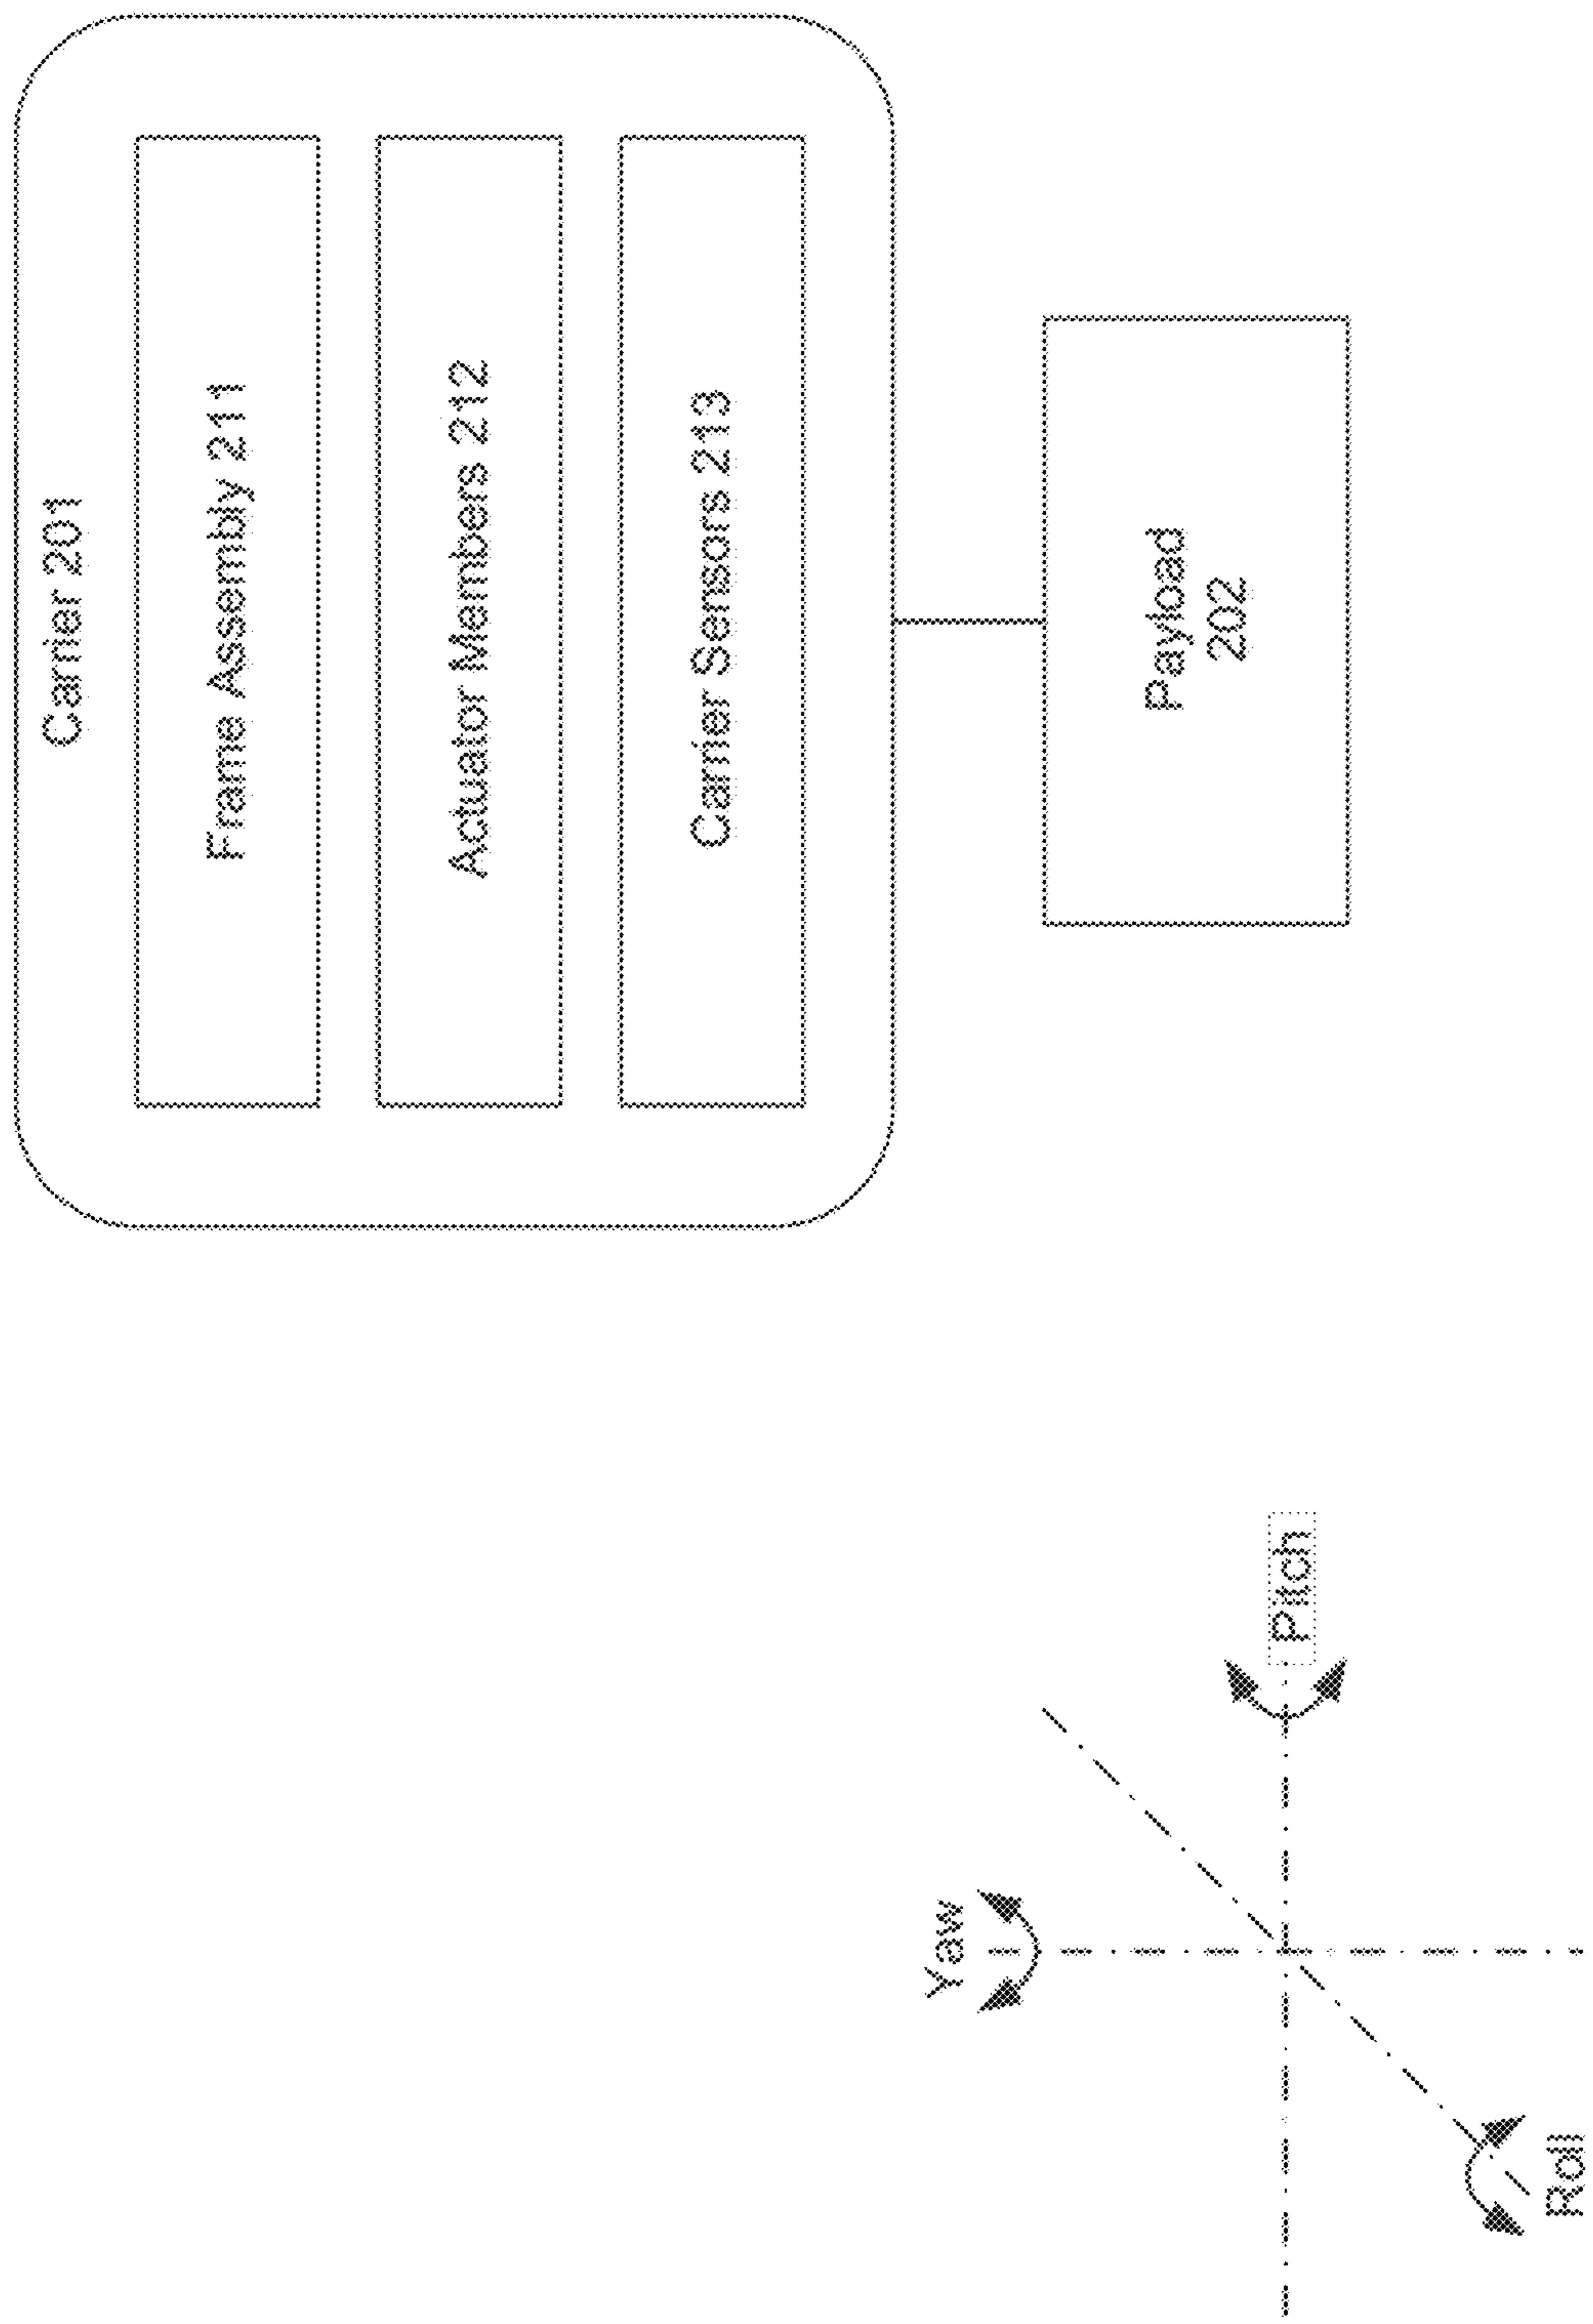 Carrier 201
Frame Assembly 211
Actuator Members 212
Carrier Sensors 213
Payload
202
Yaw
Pitch
Roll